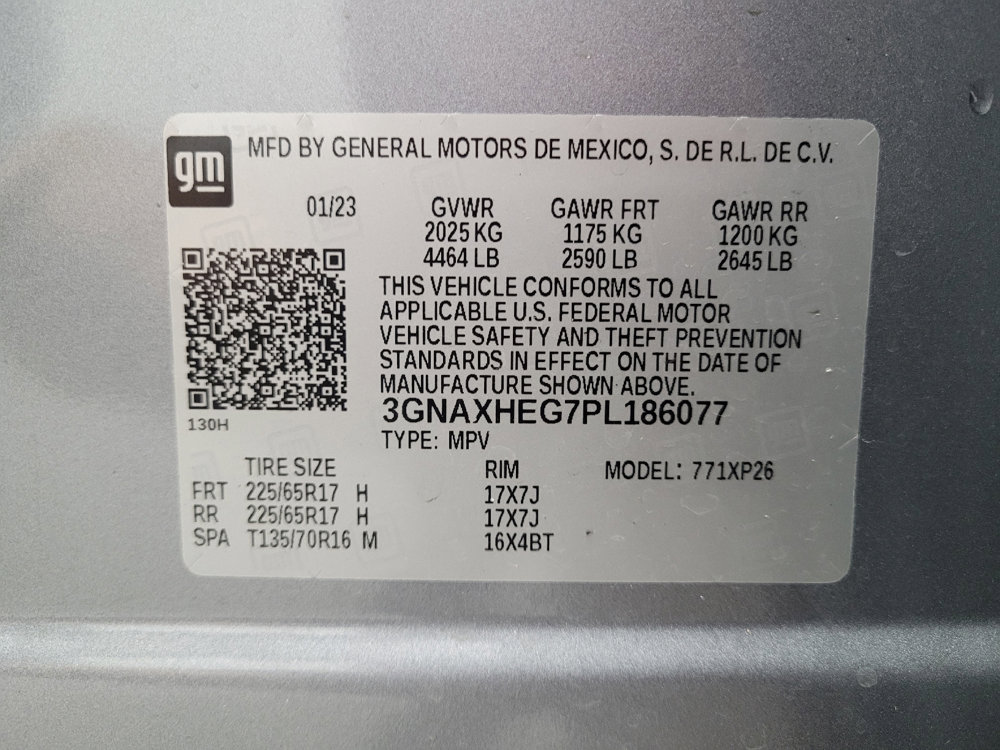 gm
MFD BY GENERAL MOTORS DE MEXICO, S. DE R.L. DE C.V.
01/23 GVWR GAWR FRT GAWR RR
2025 KG 1175 KG 1200 KG
4464 LB 2590 LB 2645 LB
THIS VEHICLE CONFORMS TO ALL
APPLICABLE U.S. FEDERAL MOTOR
VEHICLE SAFETY AND THEFT PREVENTION
STANDARDS IN EFFECT ON THE DATE OF
MANUFACTURE SHOWN ABOVE.
3GNAXHEG7PL186077
130H
TYPE: MPV
TIRE SIZE RIM MODEL: 771XP26
FRT 225/65R17 H 17X7J
RR 225/65R17 H 17X7J
SPA T135/70R16 M 16X4BT